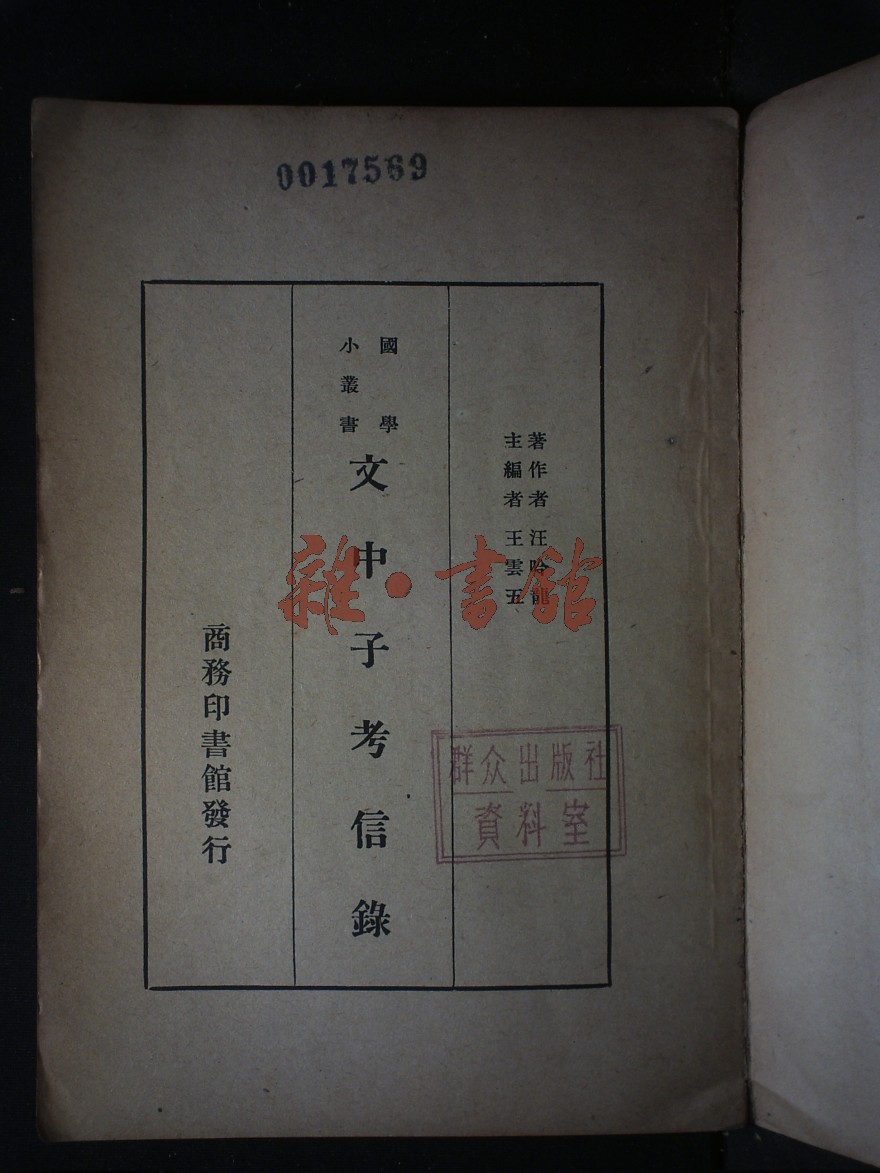 0017569
著作者 汪吟龍
主編者 王雲五
國學
小叢書
文中子考信錄
商務印書館發行
群众出版社
資料室
雜·書館